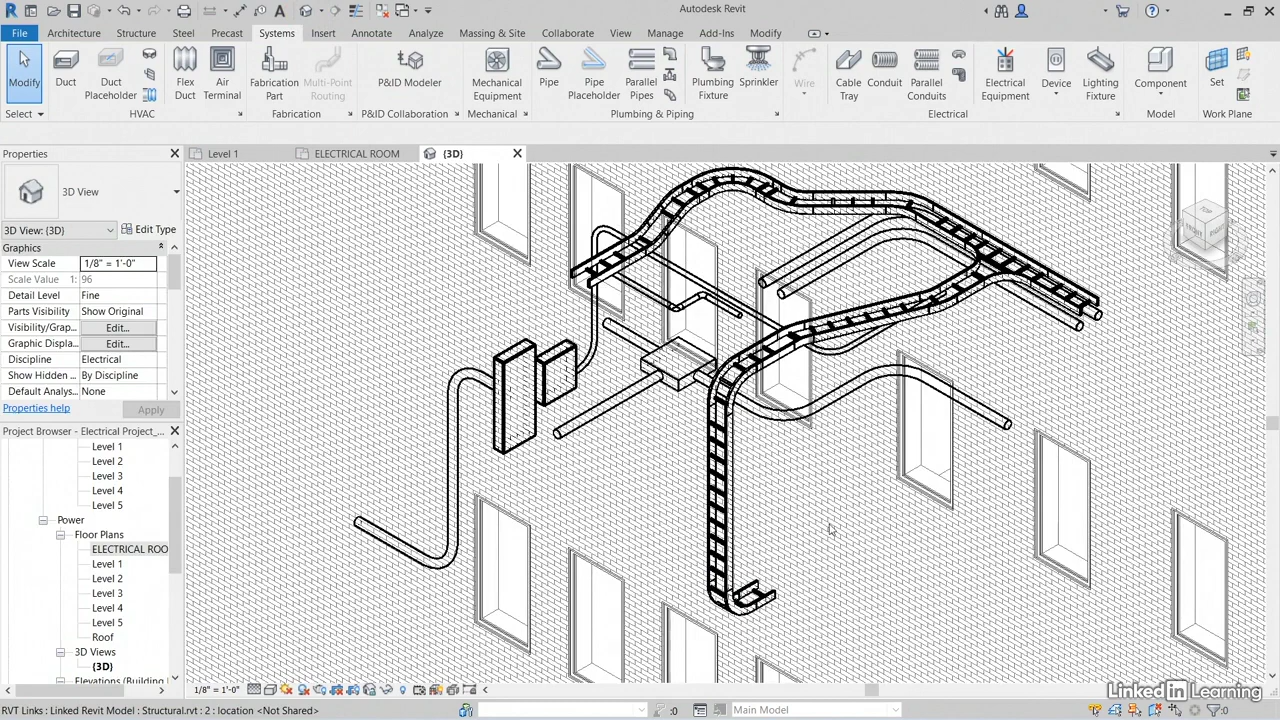 Autodesk Revit
File Architecture Structure Steel Precast Systems Insert Annotate Analyze Massing & Site Collaborate View Manage Add-Ins Modify
Modify Duct Duct Placeholder Flex Duct Air Terminal Fabrication Part Multi-Point Routing P&ID Modeler Mechanical Equipment Pipe Pipe Placeholder Parallel Pipes Plumbing Fixture Sprinkler Wire Cable Tray Conduit Parallel Conduits Electrical Equipment Device Lighting Fixture Component Set
Select HVAC Fabrication P&ID Collaboration Mechanical Plumbing & Piping Electrical Model Work Plane
Properties
Level 1 ELECTRICAL ROOM (3D)
3D View
3D View: {3D} Edit Type
Graphics
View Scale 1/8" = 1'-0"
Scale Value 1: 96
Detail Level Fine
Parts Visibility Show Original
Visibility/Grap... Edit...
Graphic Displa... Edit...
Discipline Electrical
Show Hidden ... By Discipline
Default Analys... None
Properties help Apply
Project Browser - Electrical Project_...
Level 1
Level 2
Level 3
Level 4
Level 5
Power
Floor Plans
ELECTRICAL ROO
Level 1
Level 2
Level 3
Level 4
Level 5
Roof
3D Views
(3D)
Elevations (Building
1/8" = 1'-0"
LinkedIn Learning
RVT Links : Linked Revit Model : Structural.rvt : 2 : location <Not Shared> :0 Main Model :0